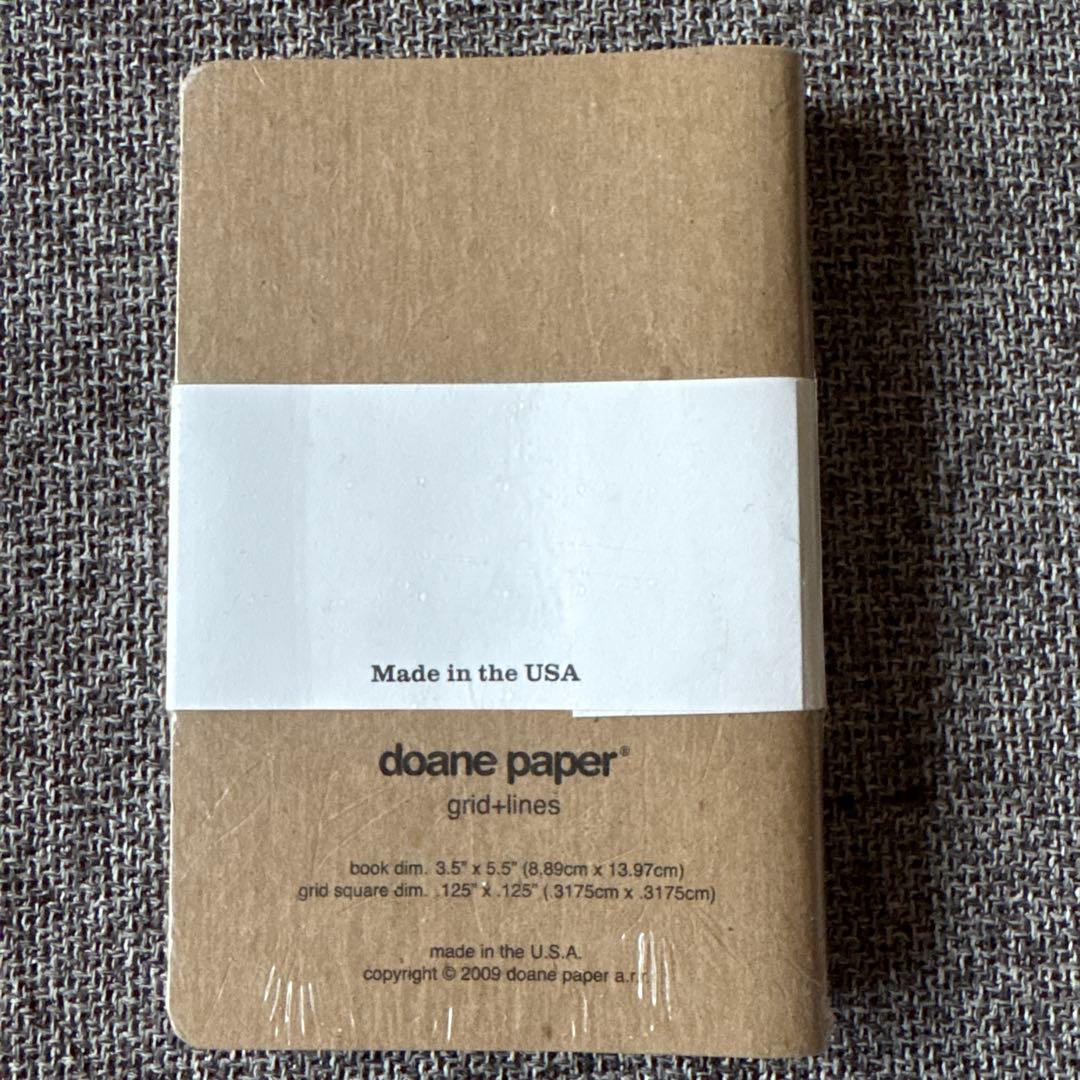 Made in the USA
doane paper®
grid+lines
book dim. 3.5" x 5.5" (8.89cm x 13.97cm)
grid square dim. .125" x .125" (.3175cm x .3175cm)
made in the U.S.A.
copyright © 2009 doane paper a.r.r.